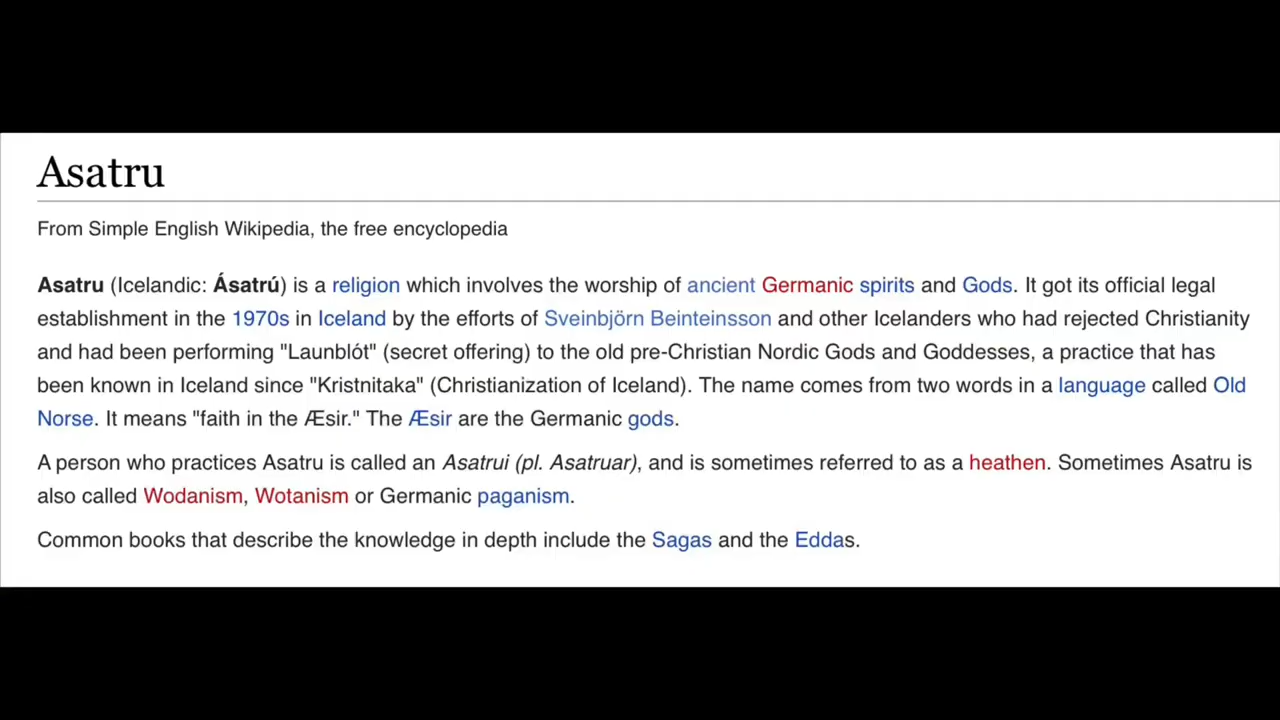 Asatru
From Simple English Wikipedia, the free encyclopedia
Asatru (Icelandic: Ásatrú) is a religion which involves the worship of ancient Germanic spirits and Gods. It got its official legal
establishment in the 1970s in Iceland by the efforts of Sveinbjörn Beinteinsson and other Icelanders who had rejected Christianity
and had been performing "Launblót" (secret offering) to the old pre-Christian Nordic Gods and Goddesses, a practice that has
been known in Iceland since "Kristnitaka" (Christianization of Iceland). The name comes from two words in a language called Old
Norse. It means "faith in the Æsir." The Æsir are the Germanic gods.
A person who practices Asatru is called an Asatrui (pl. Asatruar), and is sometimes referred to as a heathen. Sometimes Asatru is
also called Wodanism, Wotanism or Germanic paganism.
Common books that describe the knowledge in depth include the Sagas and the Eddas.